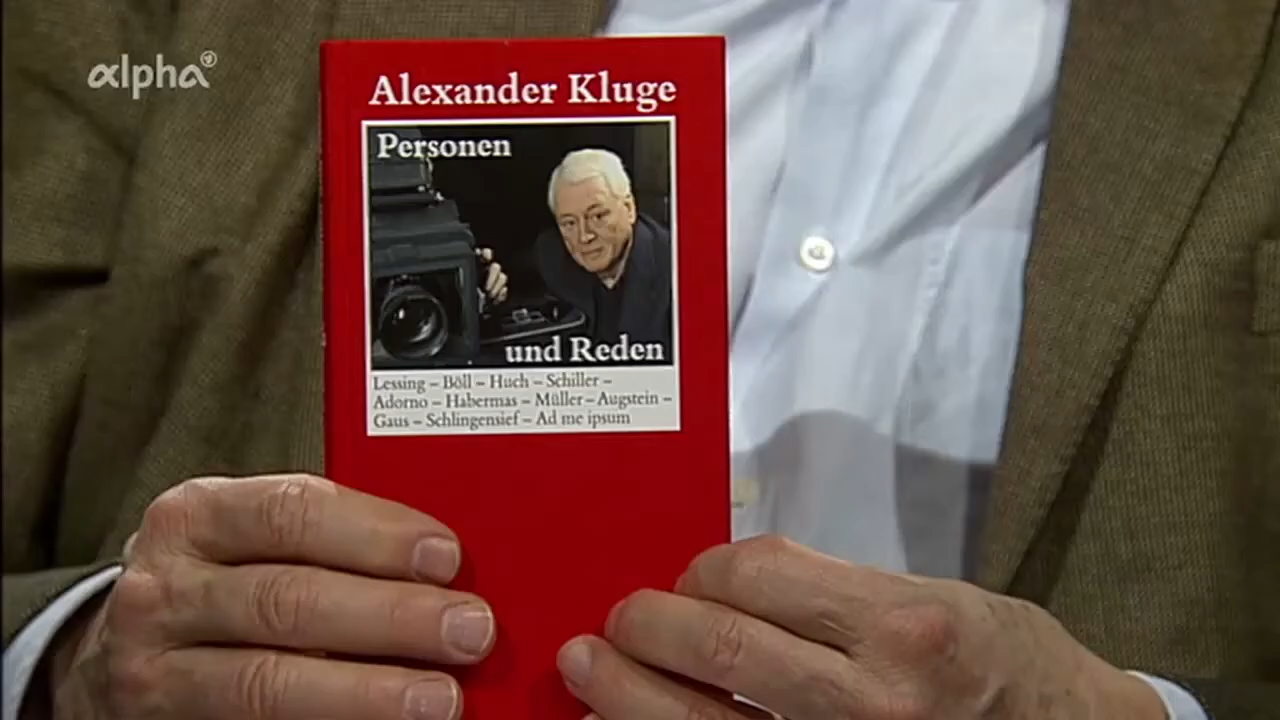 alpha
Alexander Kluge
Personen
und Reden
Lessing – Böll – Huch – Schiller –
Adorno – Habermas – Müller – Augstein –
Gaus – Schlingensief – Ad me ipsum